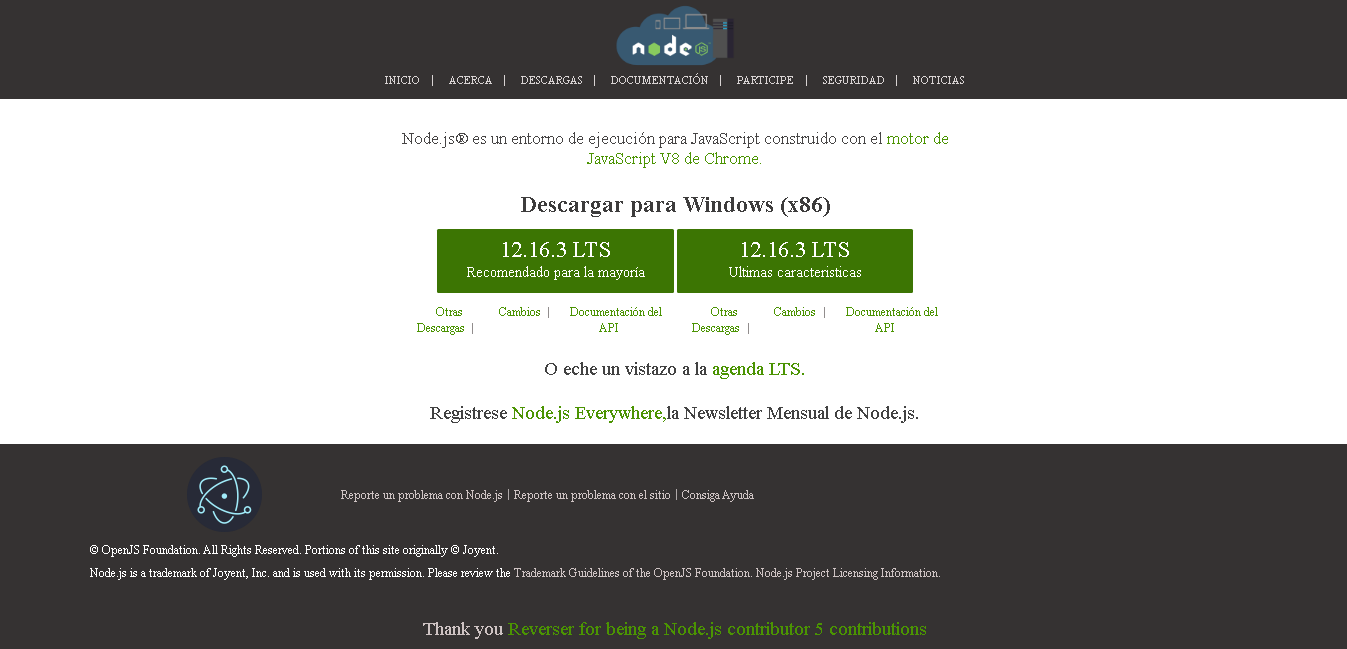 node JS
INICIO | ACERCA | DESCARGAS | DOCUMENTACIÓN | PARTICIPE | SEGURIDAD | NOTICIAS
Node.js® es un entorno de ejecución para JavaScript construido con el motor de
JavaScript V8 de Chrome.
Descargar para Windows (x86)
12.16.3 LTS 12.16.3 LTS
Recomendado para la mayoría Ultimas caracteristicas
Otras Cambios | Documentación del Otras Cambios | Documentación del
Descargas | API Descargas | API
O eche un vistazo a la agenda LTS.
Registrese Node.js Everywhere,la Newsletter Mensual de Node.js.
Reporte un problema con Node.js | Reporte un problema con el sitio | Consiga Ayuda
© OpenJS Foundation. All Rights Reserved. Portions of this site originally © Joyent.
Node.js is a trademark of Joyent, Inc. and is used with its permission. Please review the Trademark Guidelines of the OpenJS Foundation. Node.js Project Licensing Information.
Thank you Reverser for being a Node.js contributor 5 contributions